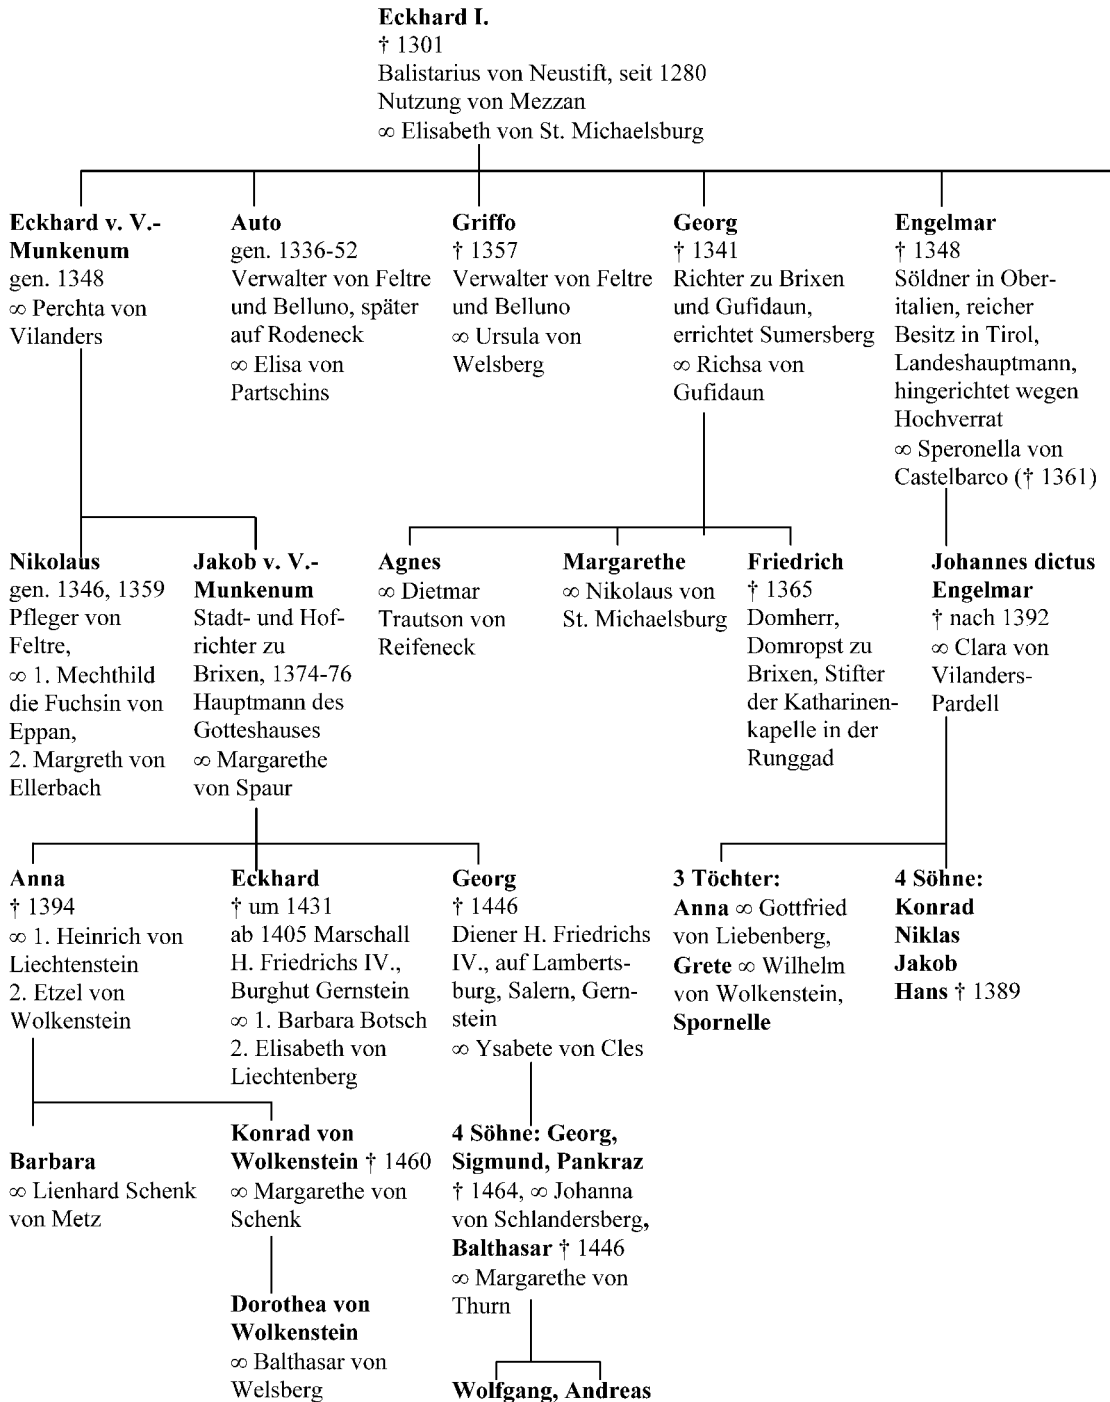 Eckhard I.
† 1301
Balistarius von Neustift, seit 1280
Nutzung von Mezzan
∞ Elisabeth von St. Michaelsburg
Eckhard v. V.-
Munkenum
gen. 1348
∞ Perchta von
Vilanders
Auto
gen. 1336-52
Verwalter von Feltre
und Belluno, später
auf Rodeneck
∞ Elisa von
Partschins
Griffo
† 1357
Verwalter von Feltre
und Belluno
∞ Ursula von
Welsberg
Georg
† 1341
Richter zu Brixen
und Gufidaun,
errichtet Sumersberg
∞ Richsa von
Gufidaun
Engelmar
† 1348
Söldner in Ober-
italien, reicher
Besitz in Tirol,
Landeshauptmann,
hingerichtet wegen
Hochverrat
∞ Speronella von
Castelbarco († 1361)
Nikolaus
gen. 1346, 1359
Pfleger von
Feltre,
∞ 1. Mechthild
die Fuchsin von
Eppan,
2. Margreth von
Ellerbach
Jakob v. V.-
Munkenum
Stadt- und Hof-
richter zu
Brixen, 1374-76
Hauptmann des
Gotteshauses
∞ Margarethe
von Spaur
Agnes
∞ Dietmar
Trautson von
Reifeneck
Margarethe
∞ Nikolaus von
St. Michaelsburg
Friedrich
† 1365
Domherr,
Domropst zu
Brixen, Stifter
der Katharinen-
kapelle in der
Runggad
Johannes dictus
Engelmar
† nach 1392
∞ Clara von
Vilanders-
Pardell
Anna
† 1394
∞ 1. Heinrich von
Liechtenstein
2. Etzel von
Wolkenstein
Eckhard
† um 1431
ab 1405 Marschall
H. Friedrichs IV.,
Burghut Gernstein
∞ 1. Barbara Botsch
2. Elisabeth von
Liechtenberg
Georg
† 1446
Diener H. Friedrichs
IV., auf Lamberts-
burg, Salern, Gern-
stein
∞ Ysabete von Cles
3 Töchter:
Anna ∞ Gottfried
von Liebenberg,
Grete ∞ Wilhelm
von Wolkenstein,
Spornelle
4 Söhne:
Konrad
Niklas
Jakob
Hans † 1389
Barbara
∞ Lienhard Schenk
von Metz
Konrad von
Wolkenstein † 1460
∞ Margarethe von
Schenk
4 Söhne: Georg,
Sigmund, Pankraz
† 1464, ∞ Johanna
von Schlandersberg,
Balthasar † 1446
∞ Margarethe von
Thurn
Dorothea von
Wolkenstein
∞ Balthasar von
Welsberg
Wolfgang, Andreas